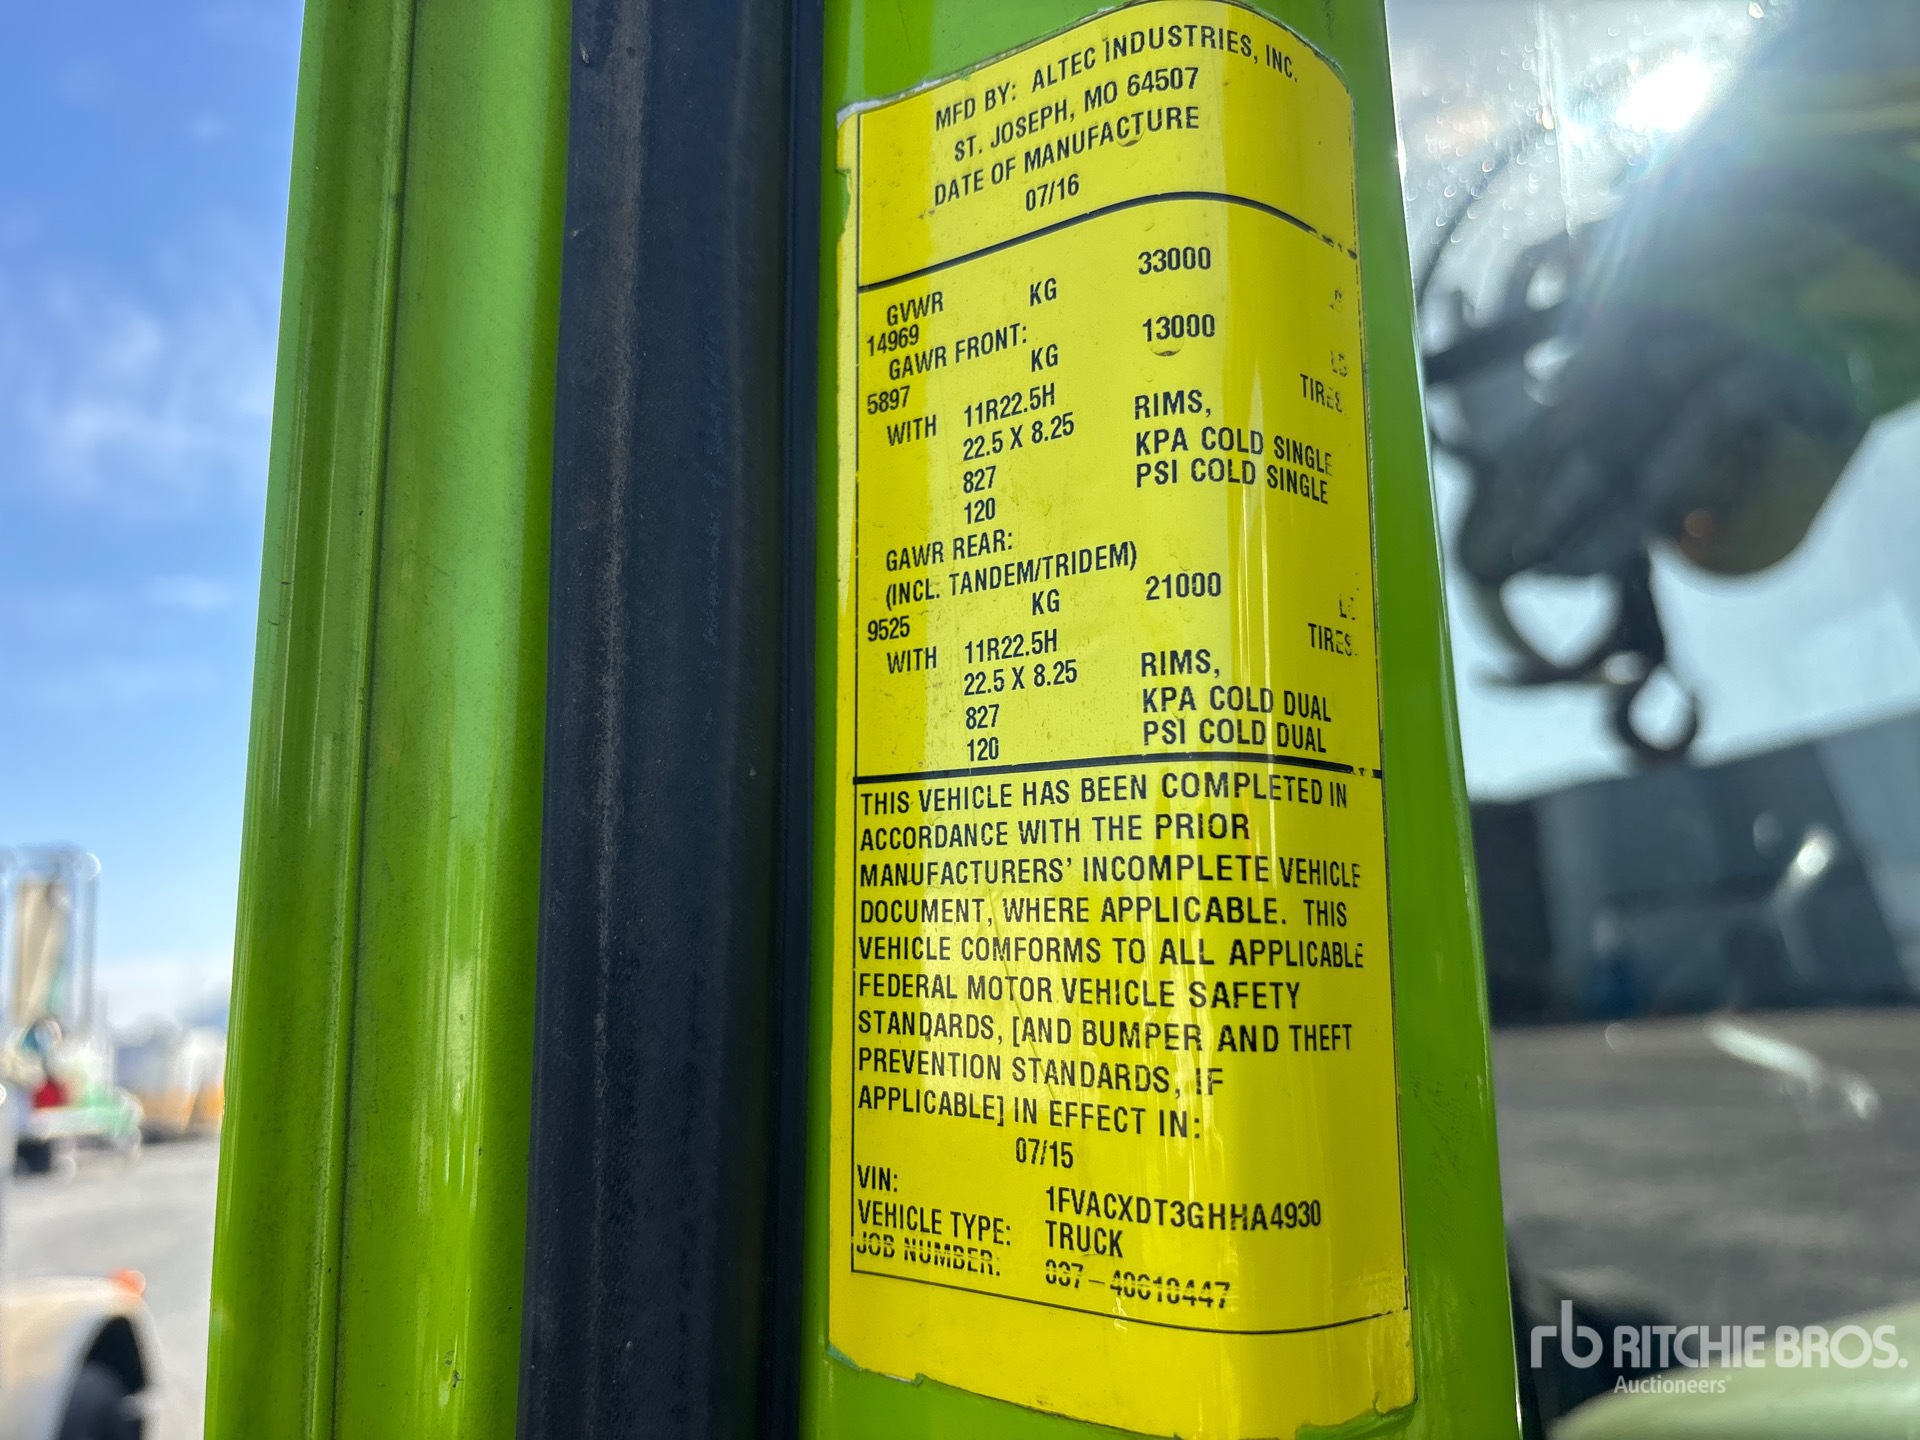 MFD BY: ALTEC INDUSTRIES, INC.
ST. JOSEPH, MO 64507
DATE OF MANUFACTURE
07/16
GVWR
14969 KG 33000
GAWR FRONT:
5897 KG 13000
WITH 11R22.5H TIRES
22.5 X 8.25 RIMS,
827 KPA COLD SINGLE
120 PSI COLD SINGLE
GAWR REAR:
(INCL. TANDEM/TRIDEM)
9525 KG 21000
WITH 11R22.5H TIRES
22.5 X 8.25 RIMS,
827 KPA COLD DUAL
120 PSI COLD DUAL
THIS VEHICLE HAS BEEN COMPLETED IN
ACCORDANCE WITH THE PRIOR
MANUFACTURERS' INCOMPLETE VEHICLE
DOCUMENT, WHERE APPLICABLE. THIS
VEHICLE COMFORMS TO ALL APPLICABLE
FEDERAL MOTOR VEHICLE SAFETY
STANDARDS, [AND BUMPER AND THEFT
PREVENTION STANDARDS, IF
APPLICABLE] IN EFFECT IN:
07/15
VIN: 1FVACXDT3GHHA4930
VEHICLE TYPE: TRUCK
JOB NUMBER:
rb RITCHIE BROS.
Auctioneers